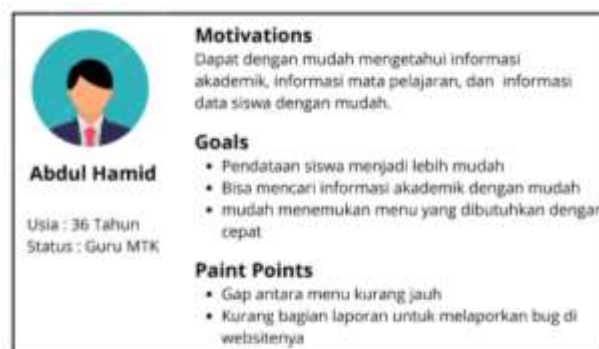 Abdul Hamid
Usia : 36 Tahun
Status : Guru MTK
Motivations
Dapat dengan mudah mengetahui informasi
akademik, informasi mata pelajaran, dan informasi
data siswa dengan mudah.
Goals
• Pendataan siswa menjadi lebih mudah
• Bisa mencari informasi akademik dengan mudah
• mudah menemukan menu yang dibutuhkan dengan
cepat
Paint Points
• Gap antara menu kurang jauh
• Kurang bagian laporan untuk melaporkan bug di
websitenya